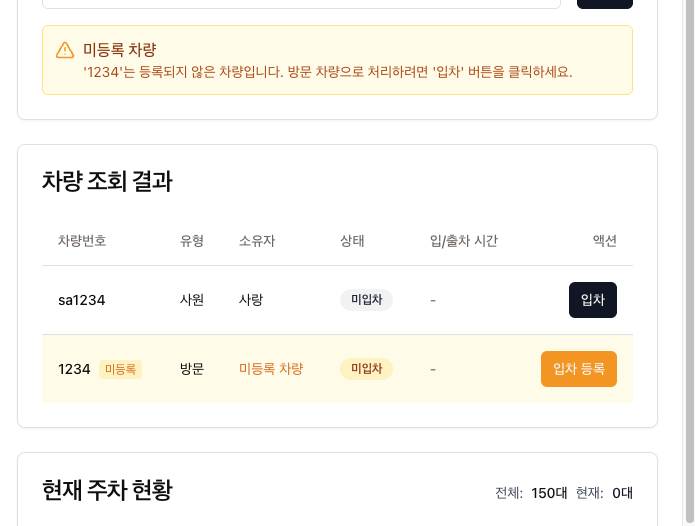 미등록 차량
'1234'는 등록되지 않은 차량입니다. 방문 차량으로 처리하려면 '입차' 버튼을 클릭하세요.
차량 조회 결과
차량번호 유형 소유자 상태 입/출차 시간 액션
sa1234 사원 사랑 미입차 - 입차
1234 미등록 방문 미등록 차량 미입차 - 입차 등록
현재 주차 현황 전체: 150대 현재: 0대